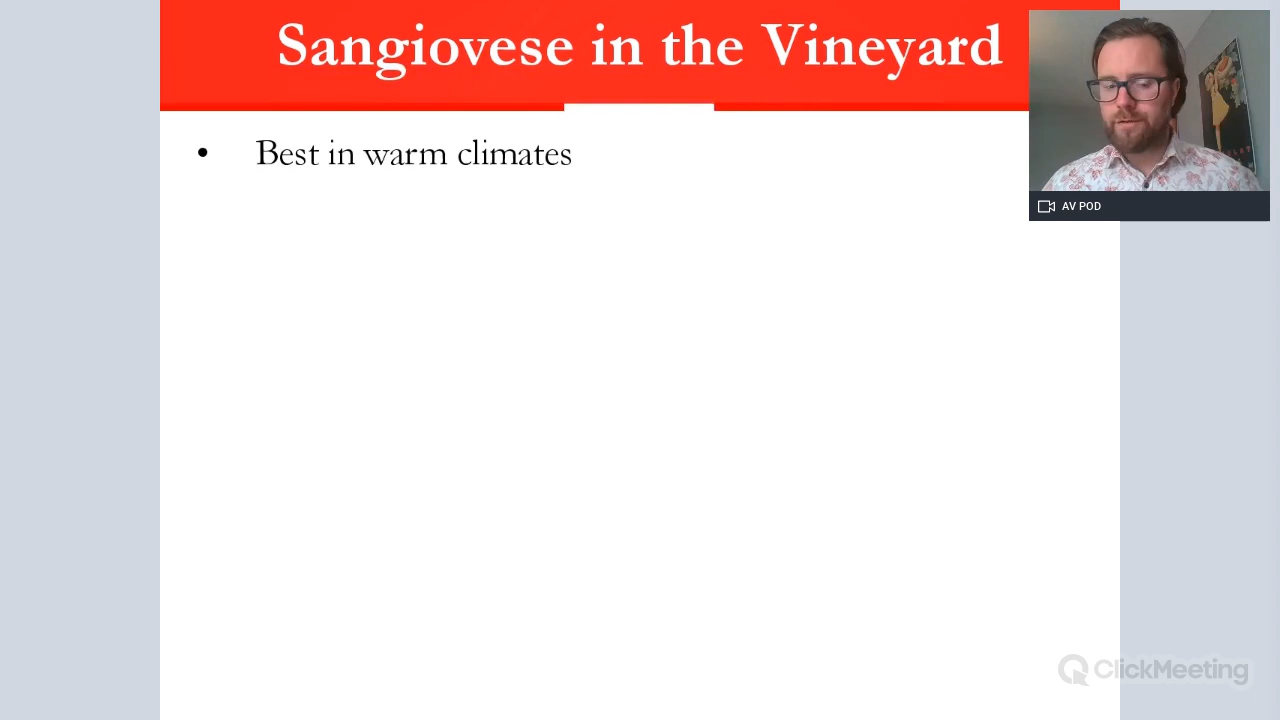 Sangiovese in the Vineyard
• Best in warm climates
AV POD
ClickMeeting